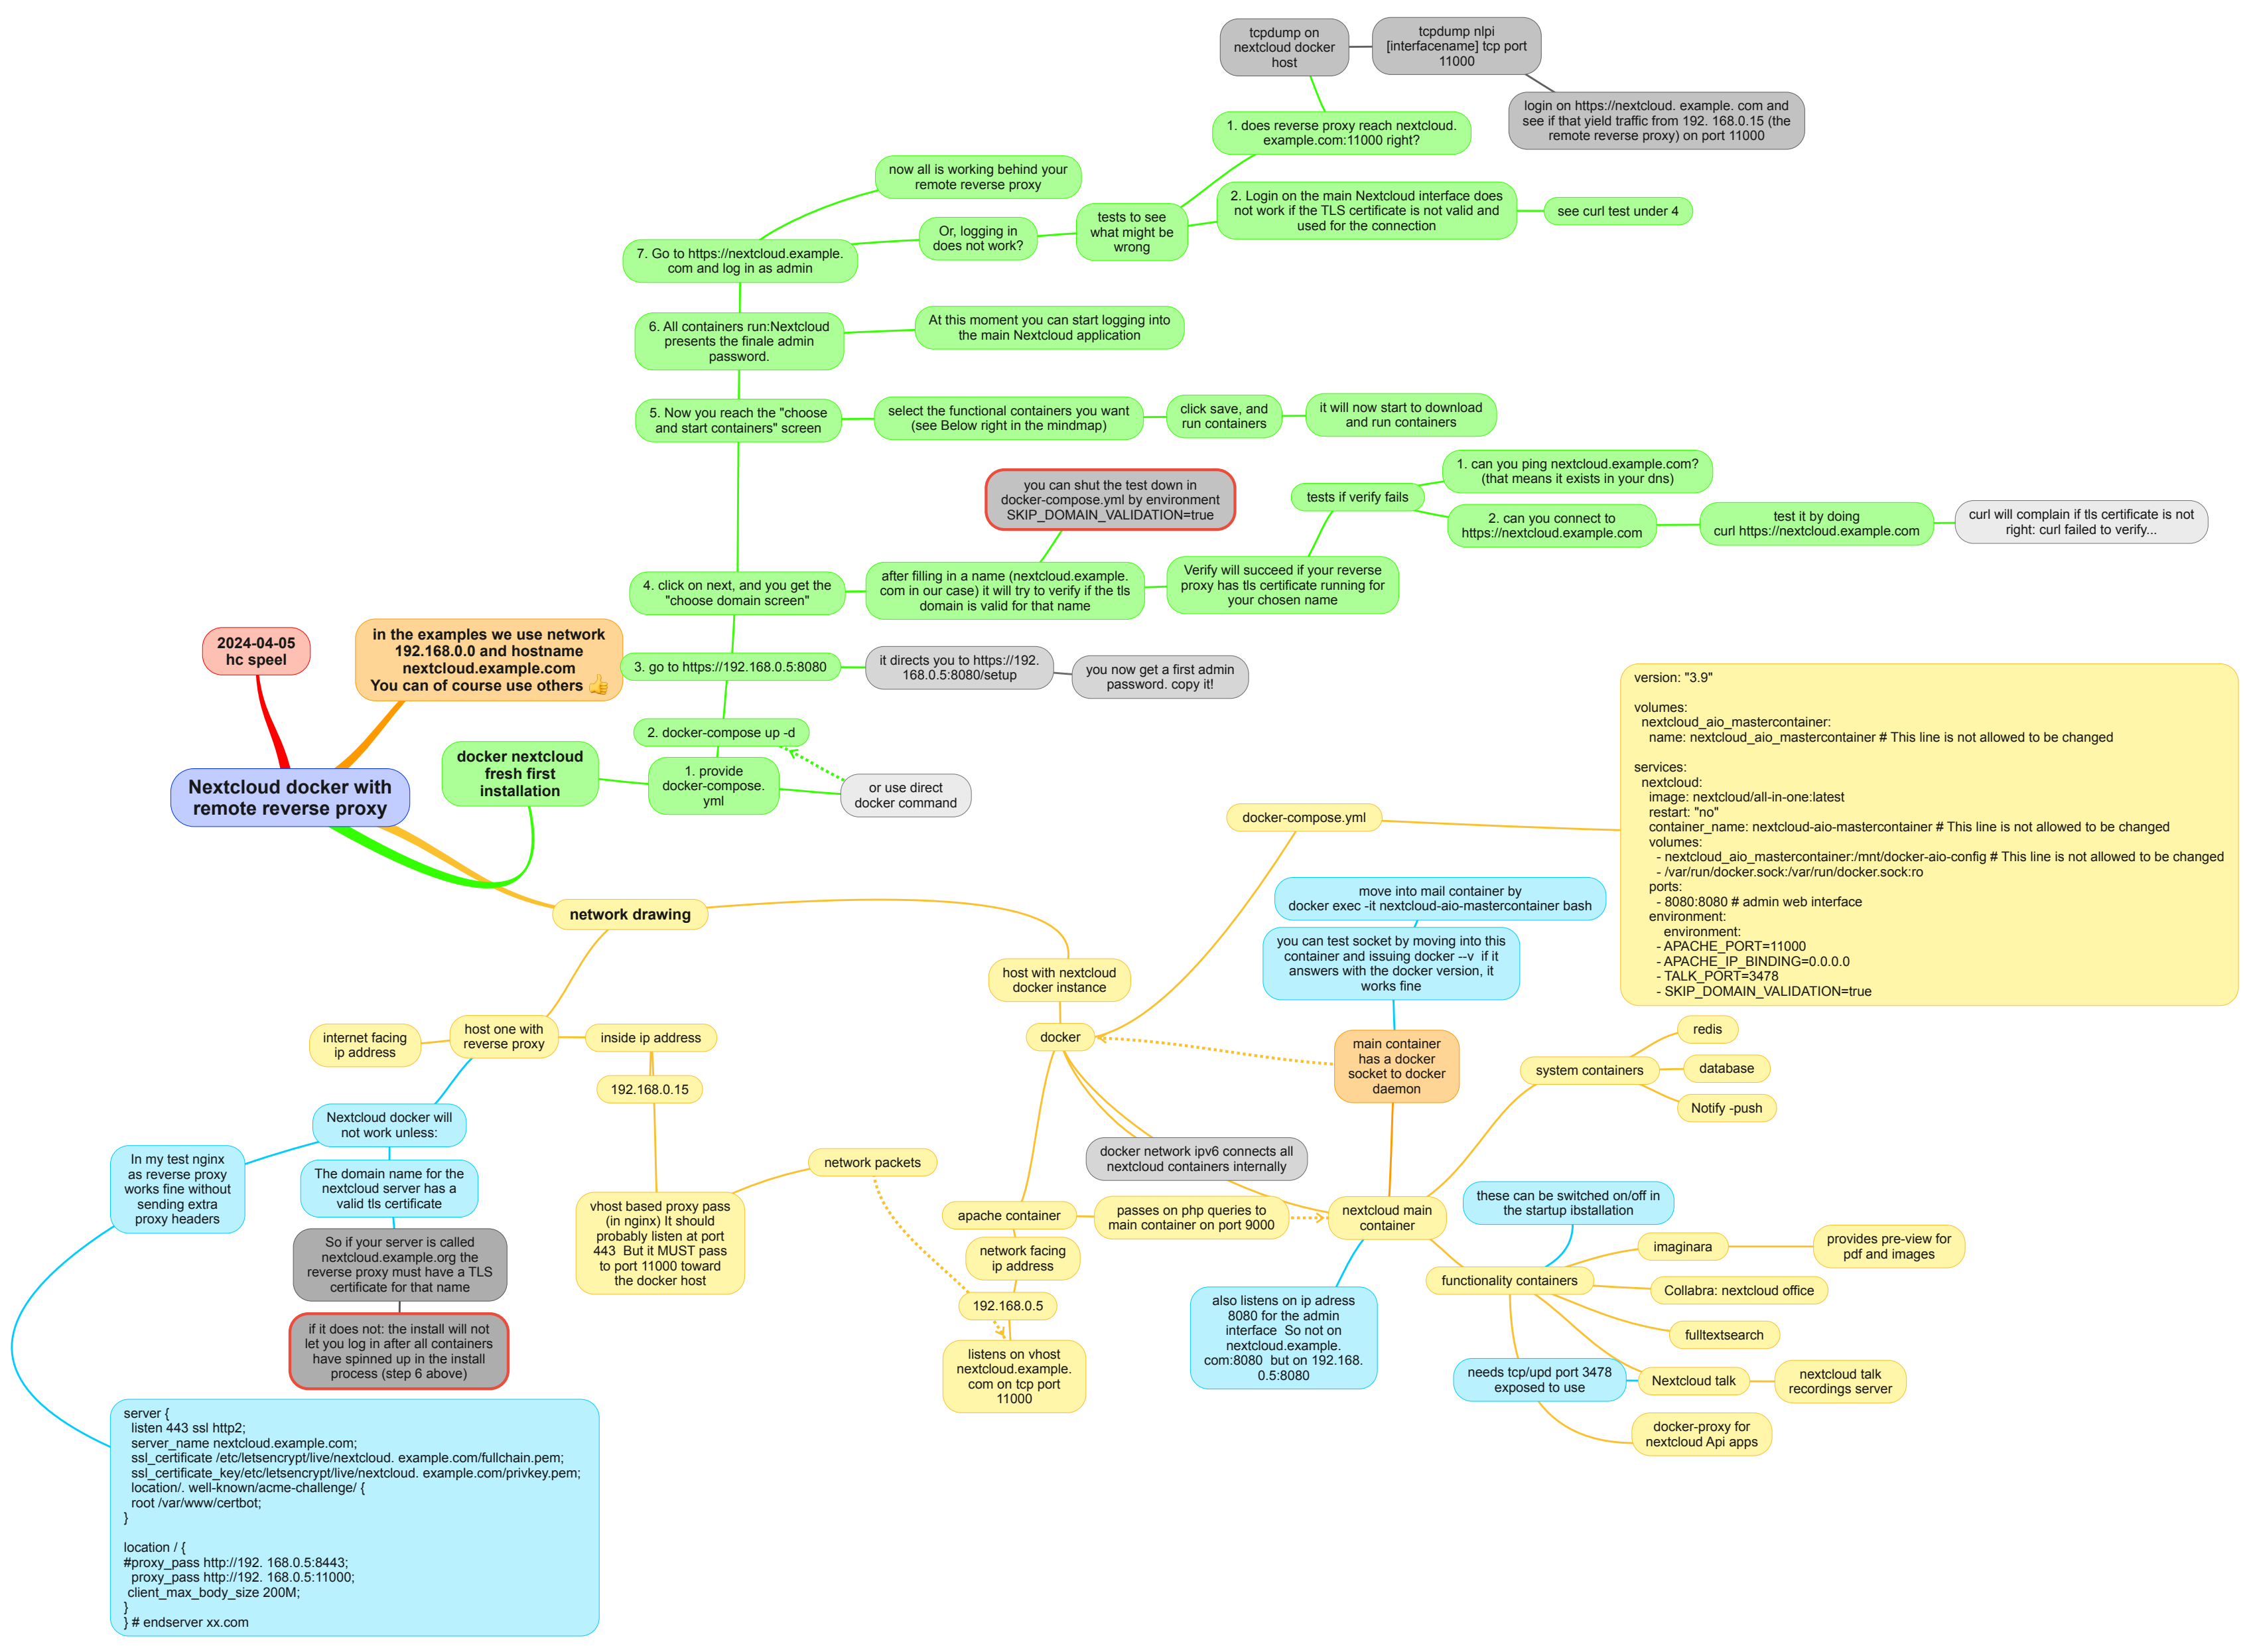 tcpdump on
nextcloud docker
host
tcpdump nlpi
[interfacename] tcp port
11000
login on https://nextcloud. example. com and
see if that yield traffic from 192. 168.0.15 (the
remote reverse proxy) on port 11000
1. does reverse proxy reach nextcloud.
example.com:11000 right?
now all is working behind your
remote reverse proxy
2. Login on the main Nextcloud interface does
not work if the TLS certificate is not valid and
used for the connection
see curl test under 4
tests to see
what might be
wrong
Or, logging in
does not work?
7. Go to https://nextcloud.example.
com and log in as admin
6. All containers run:Nextcloud
presents the finale admin
password.
At this moment you can start logging into
the main Nextcloud application
5. Now you reach the "choose
and start containers" screen
select the functional containers you want
(see Below right in the mindmap)
click save, and
run containers
it will now start to download
and run containers
you can shut the test down in
docker-compose.yml by environment
SKIP_DOMAIN_VALIDATION=true
tests if verify fails
1. can you ping nextcloud.example.com?
(that means it exists in your dns)
2. can you connect to
https://nextcloud.example.com
test it by doing
curl https://nextcloud.example.com
curl will complain if tls certificate is not
right: curl failed to verify...
4. click on next, and you get the
"choose domain screen"
after filling in a name (nextcloud.example.
com in our case) it will try to verify if the tls
domain is valid for that name
Verify will succeed if your reverse
proxy has tls certificate running for
your chosen name
2024-04-05
hc speel
in the examples we use network
192.168.0.0 and hostname
nextcloud.example.com
You can of course use others 👍
3. go to https://192.168.0.5:8080
it directs you to https://192.
168.0.5:8080/setup
you now get a first admin
password. copy it!
2. docker-compose up -d
docker nextcloud
fresh first
installation
1. provide
docker-compose.
yml
or use direct
docker command
Nextcloud docker with
remote reverse proxy
network drawing
docker-compose.yml
version: "3.9"
volumes:
nextcloud_aio_mastercontainer:
name: nextcloud_aio_mastercontainer # This line is not allowed to be changed
services:
nextcloud:
image: nextcloud/all-in-one:latest
restart: "no"
container_name: nextcloud-aio-mastercontainer # This line is not allowed to be changed
volumes:
- nextcloud_aio_mastercontainer:/mnt/docker-aio-config # This line is not allowed to be changed
- /var/run/docker.sock:/var/run/docker.sock:ro
ports:
- 8080:8080 # admin web interface
environment:
environment:
- APACHE_PORT=11000
- APACHE_IP_BINDING=0.0.0.0
- TALK_PORT=3478
- SKIP_DOMAIN_VALIDATION=true
move into mail container by
docker exec -it nextcloud-aio-mastercontainer bash
you can test socket by moving into this
container and issuing docker --v  if it
answers with the docker version, it
works fine
host with nextcloud
docker instance
docker
main container
has a docker
socket to docker
daemon
internet facing
ip address
host one with
reverse proxy
inside ip address
192.168.0.15
Nextcloud docker will
not work unless:
In my test nginx
as reverse proxy
works fine without
sending extra
proxy headers
The domain name for the
nextcloud server has a
valid tls certificate
So if your server is called
nextcloud.example.org the
reverse proxy must have a TLS
certificate for that name
if it does not: the install will not
let you log in after all containers
have spinned up in the install
process (step 6 above)
network packets
vhost based proxy pass
(in nginx) It should
probably listen at port
443  But it MUST pass
to port 11000 toward
the docker host
docker network ipv6 connects all
nextcloud containers internally
apache container
passes on php queries to
main container on port 9000
nextcloud main
container
network facing
ip address
192.168.0.5
listens on vhost
nextcloud.example.
com on tcp port
11000
also listens on ip adress
8080 for the admin
interface  So not on
nextcloud.example.
com:8080  but on 192.168.
0.5:8080
system containers
redis
database
Notify -push
these can be switched on/off in
the startup ibstallation
functionality containers
imaginara
provides pre-view for
pdf and images
Collabra: nextcloud office
fulltextsearch
needs tcp/upd port 3478
exposed to use
Nextcloud talk
nextcloud talk
recordings server
docker-proxy for
nextcloud Api apps
server {
listen 443 ssl http2;
server_name nextcloud.example.com;
ssl_certificate /etc/letsencrypt/live/nextcloud. example.com/fullchain.pem;
ssl_certificate_key/etc/letsencrypt/live/nextcloud. example.com/privkey.pem;
location/. well-known/acme-challenge/ {
root /var/www/certbot;
}
location / {
#proxy_pass http://192. 168.0.5:8443;
proxy_pass http://192. 168.0.5:11000;
client_max_body_size 200M;
}
} # endserver xx.com